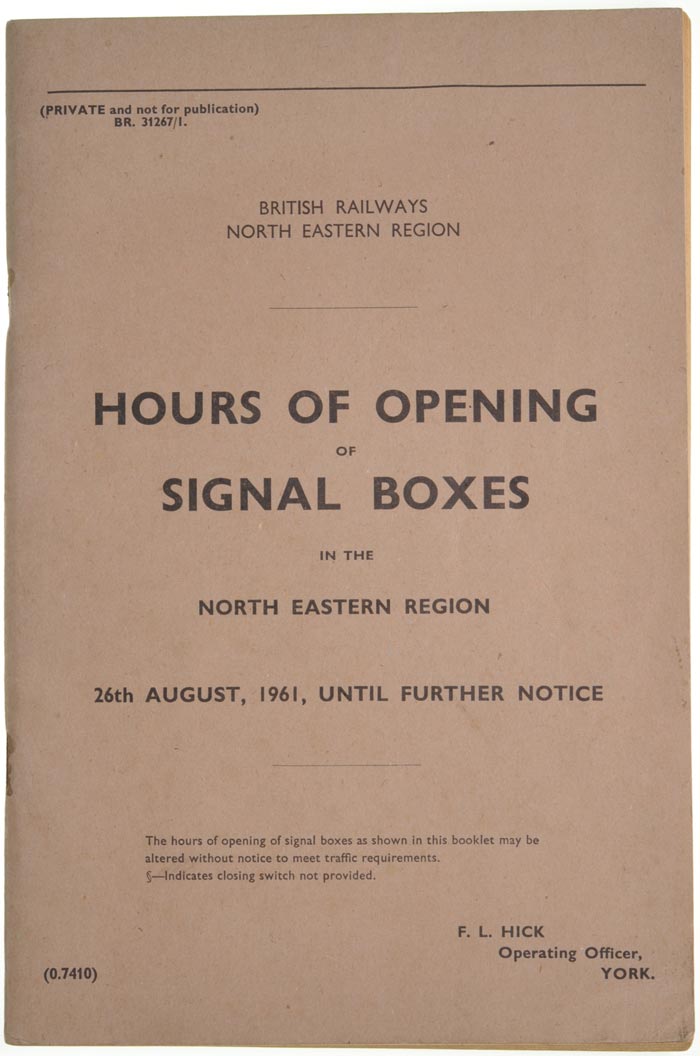 (PRIVATE and not for publication)
BR. 31267/1.
BRITISH RAILWAYS
NORTH EASTERN REGION
HOURS OF OPENING
OF
SIGNAL BOXES
IN THE
NORTH EASTERN REGION
26th AUGUST, 1961, UNTIL FURTHER NOTICE
The hours of opening of signal boxes as shown in this booklet may be
altered without notice to meet traffic requirements.
§—Indicates closing switch not provided.
F. L. HICK
Operating Officer,
YORK.
(0.7410)